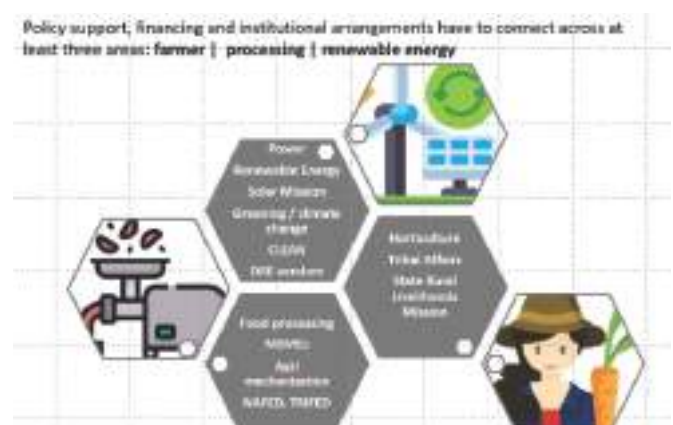 Policy support, financing and institutional arrangements have to connect across at
least three areas: farmer | processing | renewable energy
Power
Renewable Energy
Solar Mission
Greening / climate
change
CLEAN
DRE vendors
Horticulture
Tribal Affairs
State Rural
Livelihoods
Mission
Food processing
MSMEs
Agri
mechanization
NAFED, TRIFED